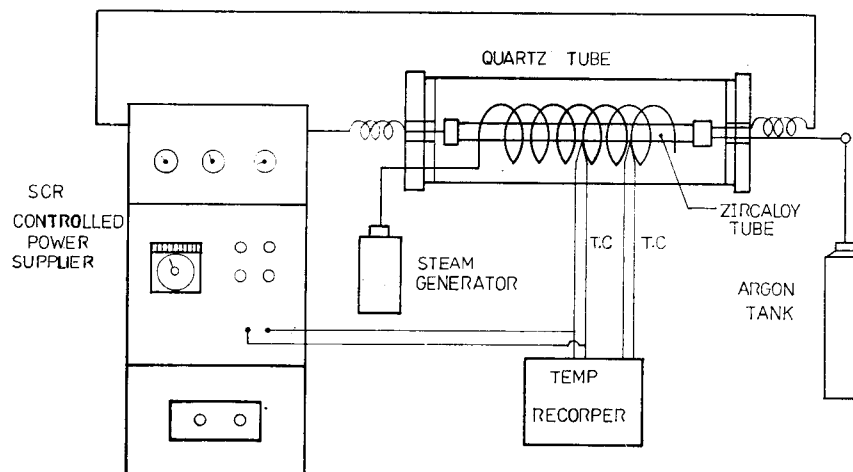 QUARTZ TUBE
SCR
CONTROLLED
POWER
SUPPLIER
STEAM
GENERATOR
T.C
T.C
ZIRCALOY
TUBE
ARGON
TANK
TEMP
RECORPER